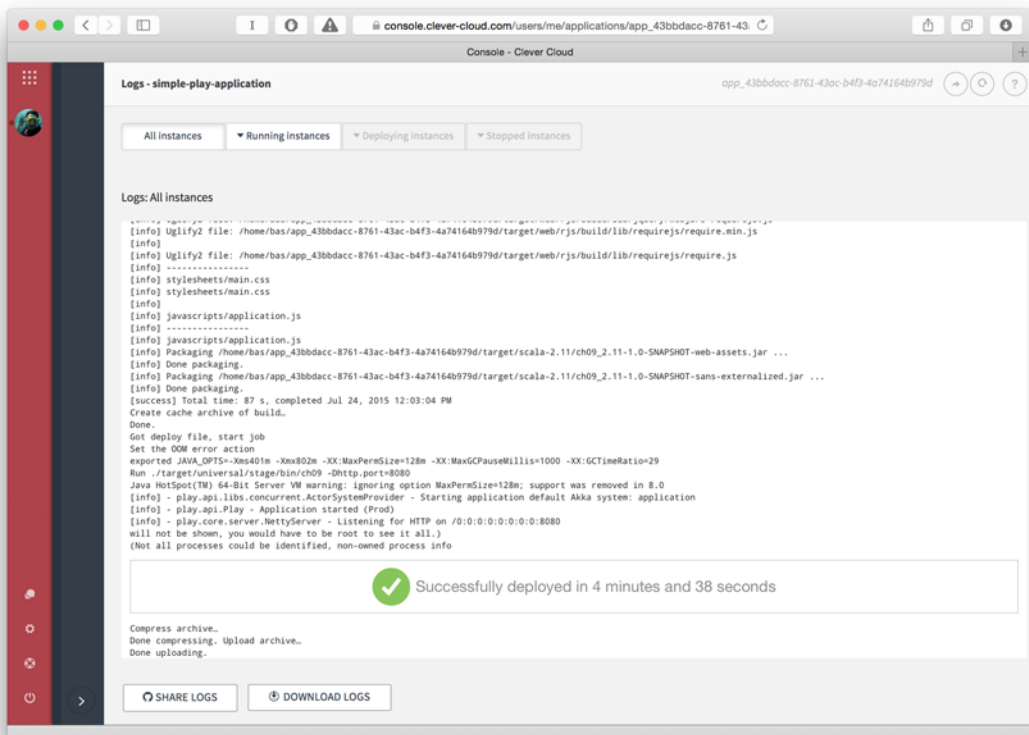 console.clever-cloud.com/users/me/applications/app_43bbdacc-8761-43
Console - Clever Cloud
Logs - simple-play-application
app_43bbdacc-8761-43ac-b4f3-4a74164b979d
?
All instances
Running instances
Deploying instances
Stopped instances
Logs: All instances
[info] Uglify2 file: /home/bas/app_43bbdacc-8761-43ac-b4f3-4a74164b979d/target/web/rjs/build/lib/requirejs/require.min.js
[info]
[info] Uglify2 file: /home/bas/app_43bbdacc-8761-43ac-b4f3-4a74164b979d/target/web/rjs/build/lib/requirejs/require.js
[info] ----------------
[info] stylesheets/main.css
[info] stylesheets/main.css
[info]
[info] javascripts/application.js
[info] ----------------
[info] javascripts/application.js
[info] Packaging /home/bas/app_43bbdacc-8761-43ac-b4f3-4a74164b979d/target/scala-2.11/ch09_2.11-1.0-SNAPSHOT-web-assets.jar ...
[info] Done packaging.
[info] Packaging /home/bas/app_43bbdacc-8761-43ac-b4f3-4a74164b979d/target/scala-2.11/ch09_2.11-1.0-SNAPSHOT-sans-externalized.jar ...
[info] Done packaging.
[success] Total time: 87 s, completed Jul 24, 2015 12:03:04 PM
Create cache archive of build…
Done.
Got deploy file, start job
Set the OOM error action
exported JAVA_OPTS=-Xms401m -Xmx802m -XX:MaxPermSize=128m -XX:MaxGCPauseMillis=1000 -XX:GCTimeRatio=29
Run ./target/universal/stage/bin/ch09 -Dhttp.port=8080
Java HotSpot(TM) 64-Bit Server VM warning: ignoring option MaxPermSize=128m; support was removed in 8.0
[info] - play.api.libs.concurrent.ActorSystemProvider - Starting application default Akka system: application
[info] - play.api.Play - Application started (Prod)
[info] - play.core.server.NettyServer - Listening for HTTP on /0:0:0:0:0:0:0:0:8080
will not be shown, you would have to be root to see it all.)
(Not all processes could be identified, non-owned process info
Successfully deployed in 4 minutes and 38 seconds
Compress archive…
Done compressing. Upload archive…
Done uploading.
SHARE LOGS
DOWNLOAD LOGS